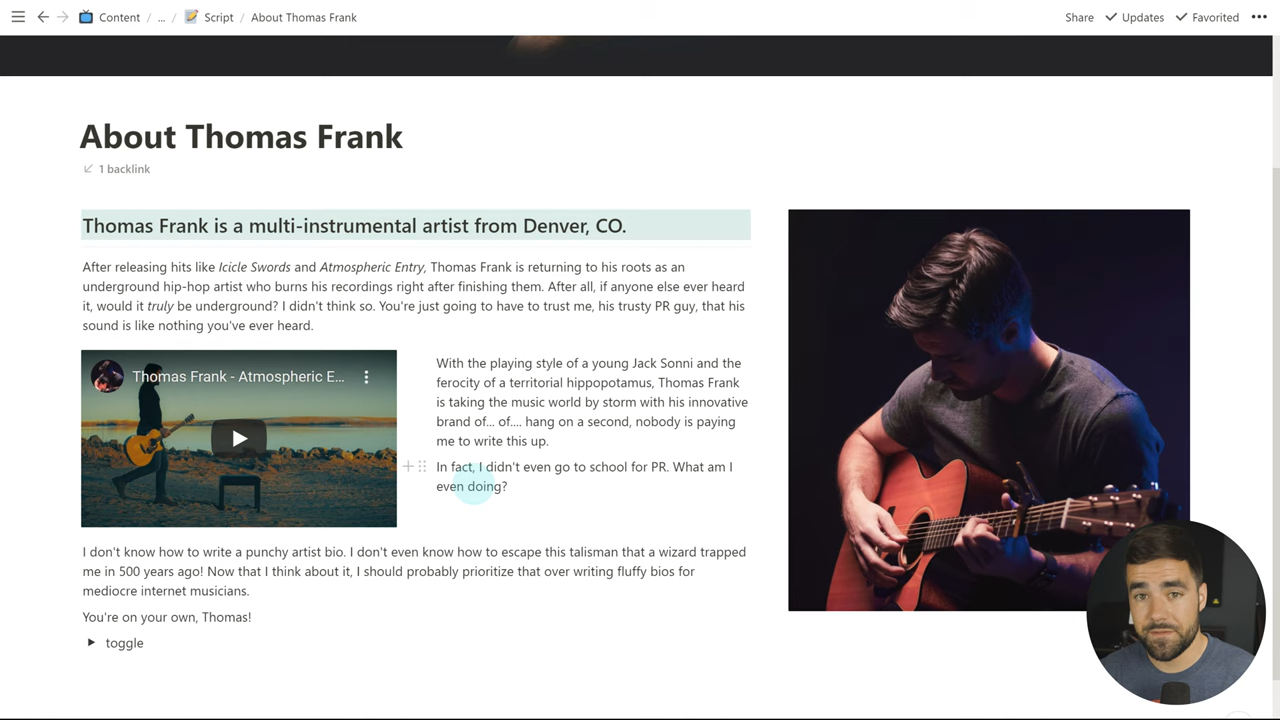 Content / ... / Script / About Thomas Frank
Share Updates Favorited
About Thomas Frank
1 backlink
Thomas Frank is a multi-instrumental artist from Denver, CO.
After releasing hits like Icicle Swords and Atmospheric Entry, Thomas Frank is returning to his roots as an
underground hip-hop artist who burns his recordings right after finishing them. After all, if anyone else ever heard
it, would it truly be underground? I didn't think so. You're just going to have to trust me, his trusty PR guy, that his
sound is like nothing you've ever heard.
Thomas Frank - Atmospheric E...
With the playing style of a young Jack Sonni and the
ferocity of a territorial hippopotamus, Thomas Frank
is taking the music world by storm with his innovative
brand of... of.... hang on a second, nobody is paying
me to write this up.
In fact, I didn't even go to school for PR. What am I
even doing?
I don't know how to write a punchy artist bio. I don't even know how to escape this talisman that a wizard trapped
me in 500 years ago! Now that I think about it, I should probably prioritize that over writing fluffy bios for
mediocre internet musicians.
You're on your own, Thomas!
toggle